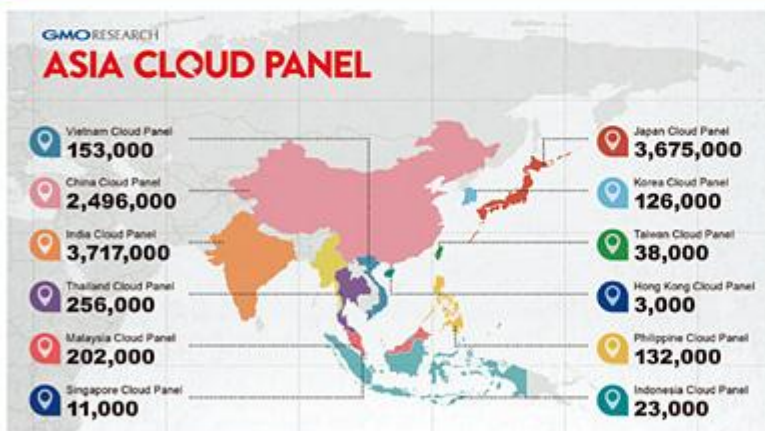 GMO RESEARCH
ASIA CLOUD PANEL
Vietnam Cloud Panel
153,000
China Cloud Panel
2,496,000
India Cloud Panel
3,717,000
Thailand Cloud Panel
256,000
Malaysia Cloud Panel
202,000
Singapore Cloud Panel
11,000
Japan Cloud Panel
3,675,000
Korea Cloud Panel
126,000
Taiwan Cloud Panel
38,000
Hong Kong Cloud Panel
3,000
Philippine Cloud Panel
132,000
Indonesia Cloud Panel
23,000